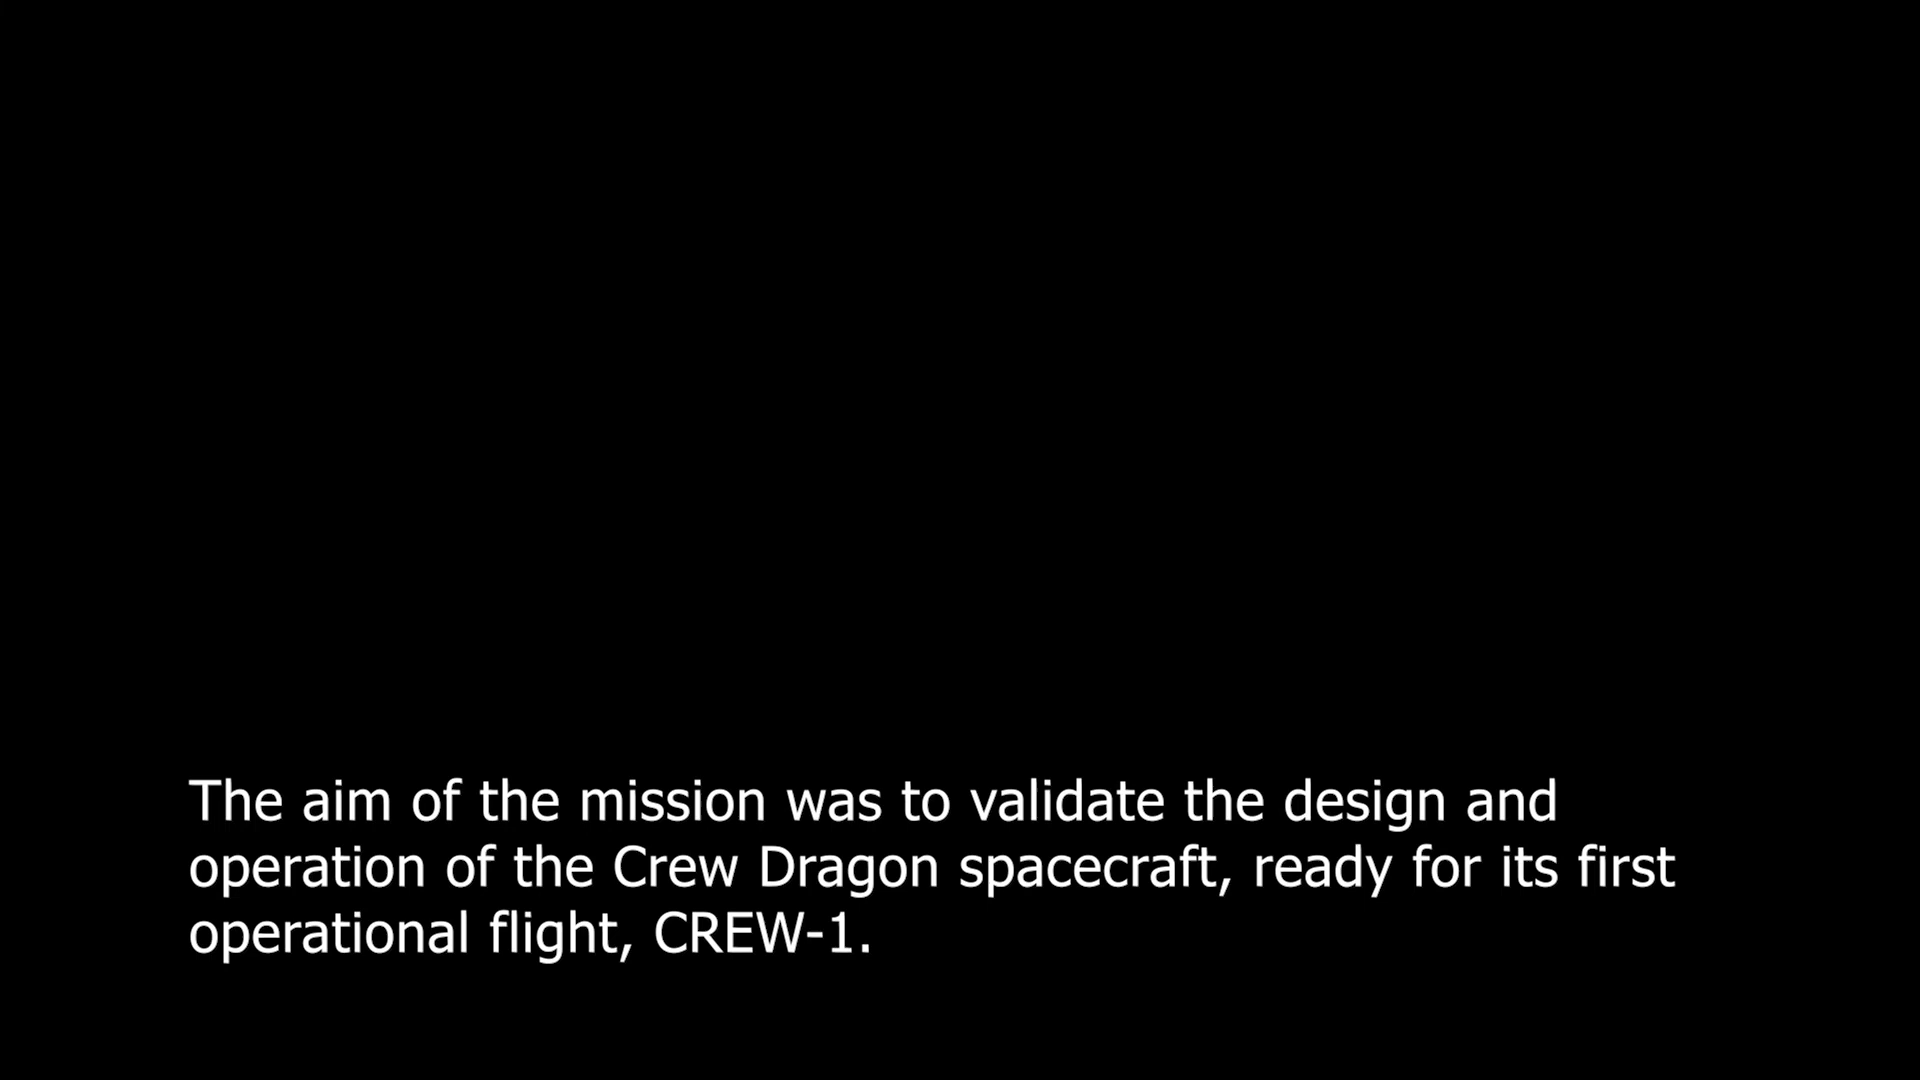 The aim of the mission was to validate the design and
operation of the Crew Dragon spacecraft, ready for its first
operational flight, CREW-1.